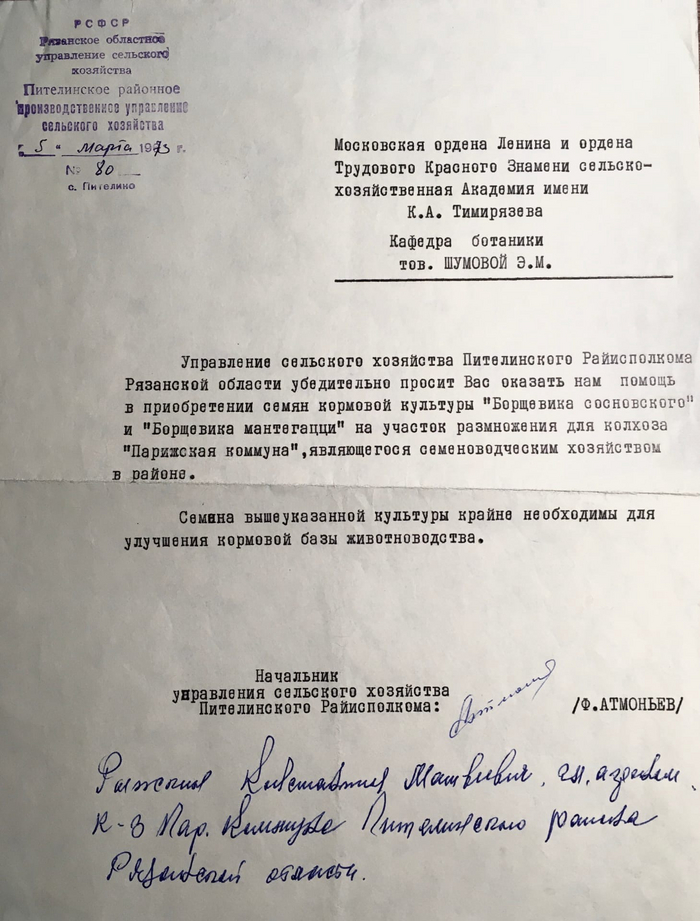 РСФСР
Рязанское областное
управление сельского
хозяйства
Пителинское районное
производственное управление
сельского хозяйства
"5" марта 1973 г.
№ 80
с. Пителино
Московская ордена Ленина и ордена
Трудового Красного Знамени сельско-
хозяйственная Академия имени
К.А. Тимирязева
Кафедра ботаники
тов. ШУМОВОЙ Э.М.
Управление сельского хозяйства Пителинского Райисполкома
Рязанской области убедительно просит Вас оказать нам помощь
в приобретении семян кормовой культуры "Борщевика сосновского"
и "Борщевика мантегацци" на участок размножения для колхоза
"Парижская коммуна",являющегося семеноводческим хозяйством
в районе.
Семина вышеуказанной культуры крайне необходимы для
улучшения кормовой базы животноводства.
Начальник
управления сельского хозяйства
Пителинского Райисполкома:
/Ф.АТМОНЬЕВ/
Константин Матвеевич, гл. агроном
к-з Пар. Коммуна Пителинского района
Рязанской области.